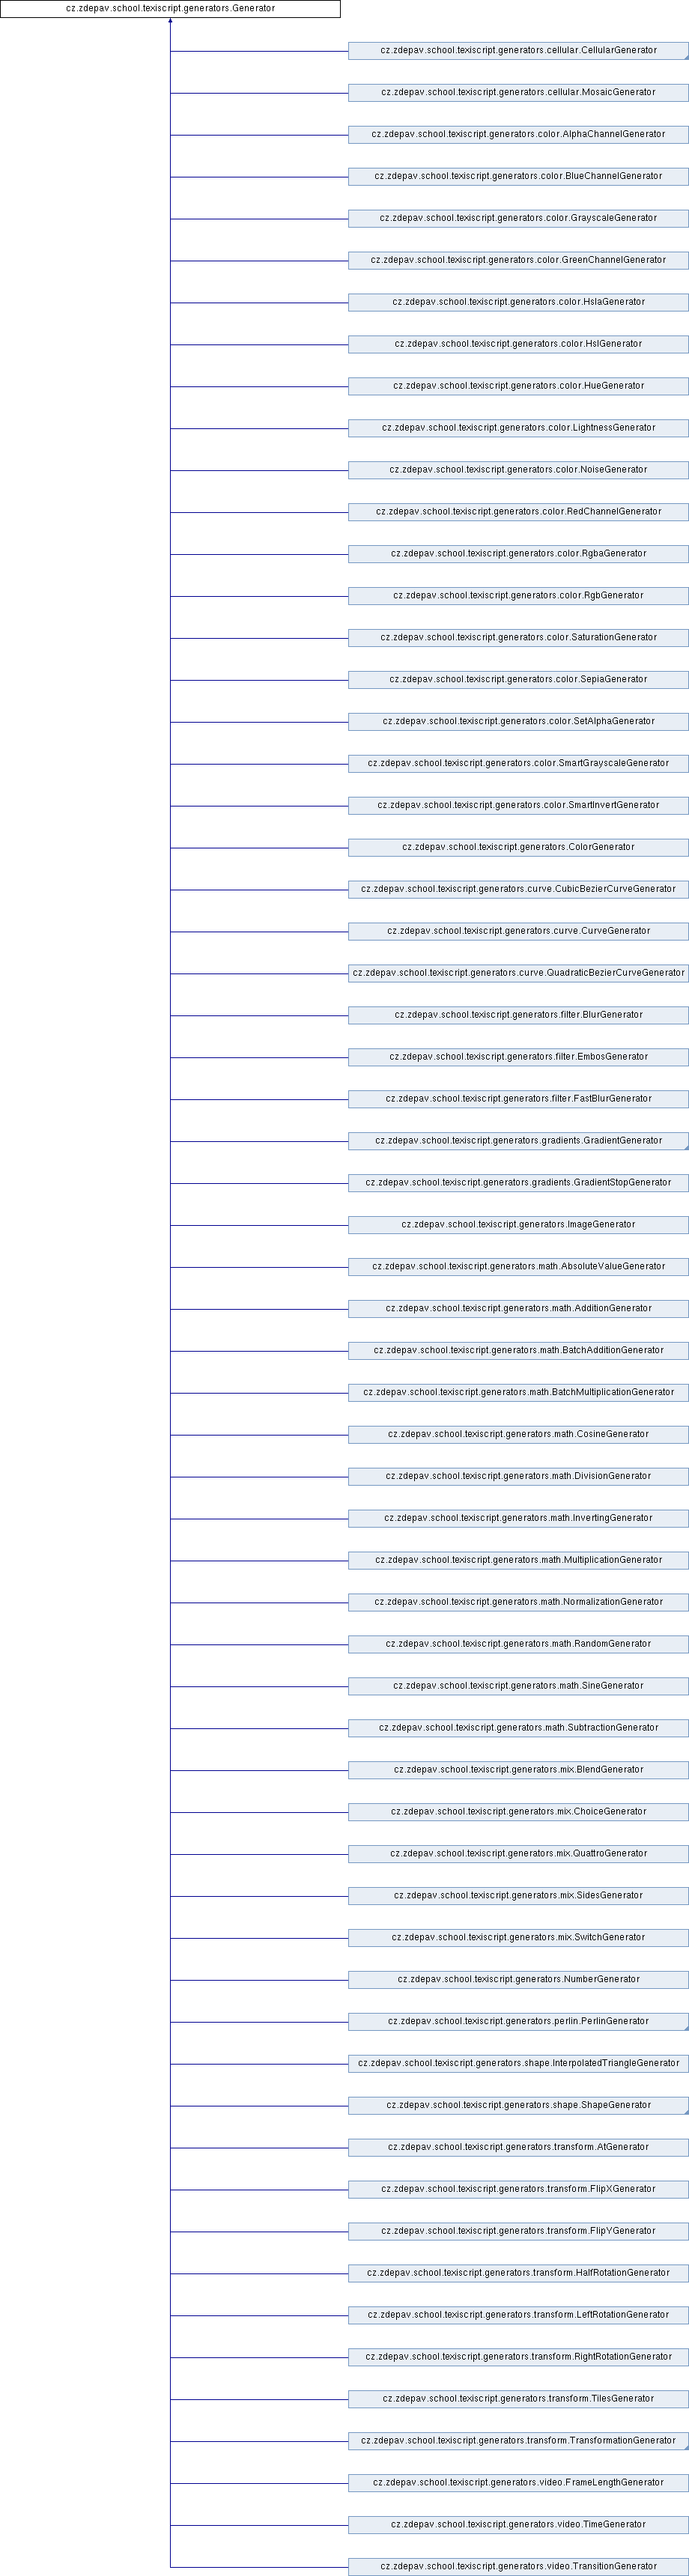 cz.zdepav.school.texiscript.generators.Generator
cz.zdepav.school.texiscript.generators.cellular.CellularGenerator
cz.zdepav.school.texiscript.generators.cellular.MosaicGenerator
cz.zdepav.school.texiscript.generators.color.AlphaChannelGenerator
cz.zdepav.school.texiscript.generators.color.BlueChannelGenerator
cz.zdepav.school.texiscript.generators.color.GrayscaleGenerator
cz.zdepav.school.texiscript.generators.color.GreenChannelGenerator
cz.zdepav.school.texiscript.generators.color.HslaGenerator
cz.zdepav.school.texiscript.generators.color.HslGenerator
cz.zdepav.school.texiscript.generators.color.HueGenerator
cz.zdepav.school.texiscript.generators.color.LightnessGenerator
cz.zdepav.school.texiscript.generators.color.NoiseGenerator
cz.zdepav.school.texiscript.generators.color.RedChannelGenerator
cz.zdepav.school.texiscript.generators.color.RgbaGenerator
cz.zdepav.school.texiscript.generators.color.RgbGenerator
cz.zdepav.school.texiscript.generators.color.SaturationGenerator
cz.zdepav.school.texiscript.generators.color.SepiaGenerator
cz.zdepav.school.texiscript.generators.color.SetAlphaGenerator
cz.zdepav.school.texiscript.generators.color.SmartGrayscaleGenerator
cz.zdepav.school.texiscript.generators.color.SmartInvertGenerator
cz.zdepav.school.texiscript.generators.ColorGenerator
cz.zdepav.school.texiscript.generators.curve.CubicBezierCurveGenerator
cz.zdepav.school.texiscript.generators.curve.CurveGenerator
cz.zdepav.school.texiscript.generators.curve.QuadraticBezierCurveGenerator
cz.zdepav.school.texiscript.generators.filter.BlurGenerator
cz.zdepav.school.texiscript.generators.filter.EmbosGenerator
cz.zdepav.school.texiscript.generators.filter.FastBlurGenerator
cz.zdepav.school.texiscript.generators.gradients.GradientGenerator
cz.zdepav.school.texiscript.generators.gradients.GradientStopGenerator
cz.zdepav.school.texiscript.generators.ImageGenerator
cz.zdepav.school.texiscript.generators.math.AbsoluteValueGenerator
cz.zdepav.school.texiscript.generators.math.AdditionGenerator
cz.zdepav.school.texiscript.generators.math.BatchAdditionGenerator
cz.zdepav.school.texiscript.generators.math.BatchMultiplicationGenerator
cz.zdepav.school.texiscript.generators.math.CosineGenerator
cz.zdepav.school.texiscript.generators.math.DivisionGenerator
cz.zdepav.school.texiscript.generators.math.InvertingGenerator
cz.zdepav.school.texiscript.generators.math.MultiplicationGenerator
cz.zdepav.school.texiscript.generators.math.NormalizationGenerator
cz.zdepav.school.texiscript.generators.math.RandomGenerator
cz.zdepav.school.texiscript.generators.math.SineGenerator
cz.zdepav.school.texiscript.generators.math.SubtractionGenerator
cz.zdepav.school.texiscript.generators.mix.BlendGenerator
cz.zdepav.school.texiscript.generators.mix.ChoiceGenerator
cz.zdepav.school.texiscript.generators.mix.QuattroGenerator
cz.zdepav.school.texiscript.generators.mix.SidesGenerator
cz.zdepav.school.texiscript.generators.mix.SwitchGenerator
cz.zdepav.school.texiscript.generators.NumberGenerator
cz.zdepav.school.texiscript.generators.perlin.PerlinGenerator
cz.zdepav.school.texiscript.generators.shape.InterpolatedTriangleGenerator
cz.zdepav.school.texiscript.generators.shape.ShapeGenerator
cz.zdepav.school.texiscript.generators.transform.AtGenerator
cz.zdepav.school.texiscript.generators.transform.FlipXGenerator
cz.zdepav.school.texiscript.generators.transform.FlipYGenerator
cz.zdepav.school.texiscript.generators.transform.HalfRotationGenerator
cz.zdepav.school.texiscript.generators.transform.LeftRotationGenerator
cz.zdepav.school.texiscript.generators.transform.RightRotationGenerator
cz.zdepav.school.texiscript.generators.transform.TilesGenerator
cz.zdepav.school.texiscript.generators.transform.TransformationGenerator
cz.zdepav.school.texiscript.generators.video.FrameLengthGenerator
cz.zdepav.school.texiscript.generators.video.TimeGenerator
cz.zdepav.school.texiscript.generators.video.TransitionGenerator